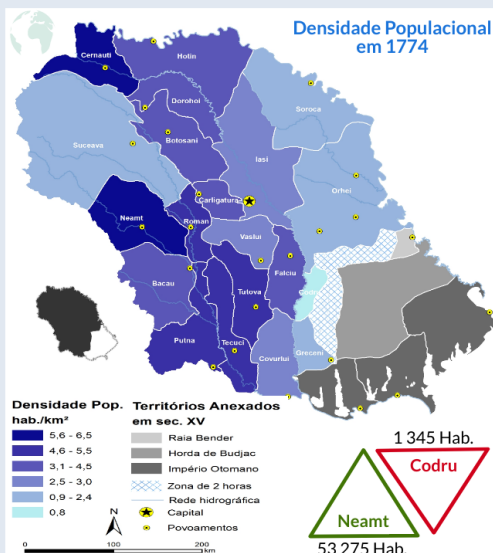 Densidade Populacional
em 1774
Cernauti
Hotin
Dorohoi
Soroca
Suceava
Botosani
Iasi
Orhei
Carligatura
Neamt
Roman
Vaslui
Falciu
Bacau
Tutova
Putna
Tecuci
Covurlui
Greceni
Densidade Pop.
hab./km²
5,6 - 6,5
4,6 - 5,5
3,1 - 4,5
2,5 - 3,0
0,9 - 2,4
0,8
Territórios Anexados
em sec. XV
Raia Bender
Horda de Budjac
Império Otomano
Zona de 2 horas
Rede hidrográfica
Capital
Povoamentos
N
0 100 200
km
1 345 Hab.
Codru
Neamt
53 275 Hab.